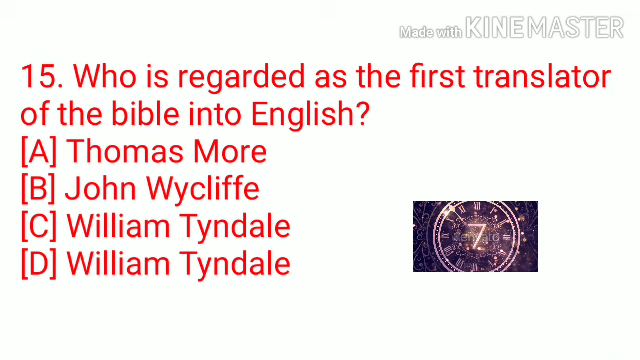 Made with KINEMASTER
15. Who is regarded as the first translator
of the bible into English?
[A] Thomas More
[B] John Wycliffe
[C] William Tyndale
[D] William Tyndale
7